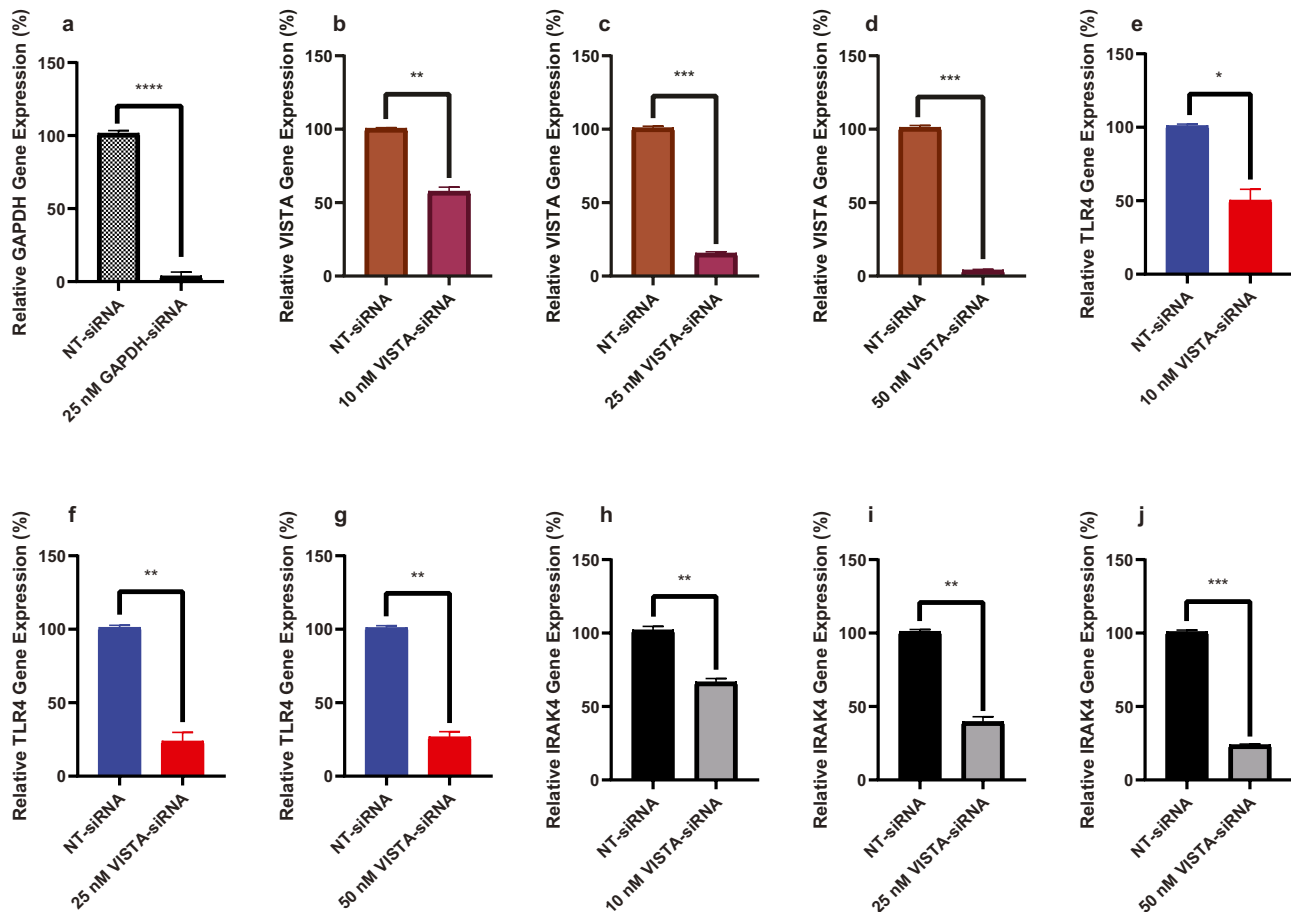 a
Relative GAPDH Gene Expression (%)
150
100
50
0
****
NT-siRNA
25 nM GAPDH-siRNA
b
Relative VISTA Gene Expression (%)
150
100
50
0
**
NT-siRNA
10 nM VISTA-siRNA
c
Relative VISTA Gene Expression (%)
150
100
50
0
***
NT-siRNA
25 nM VISTA-siRNA
d
Relative VISTA Gene Expression (%)
150
100
50
0
***
NT-siRNA
50 nM VISTA-siRNA
e
Relative TLR4 Gene Expression (%)
150
100
50
0
*
NT-siRNA
10 nM VISTA-siRNA
f
Relative TLR4 Gene Expression (%)
150
100
50
0
**
NT-siRNA
25 nM VISTA-siRNA
g
Relative TLR4 Gene Expression (%)
150
100
50
0
**
NT-siRNA
50 nM VISTA-siRNA
h
Relative IRAK4 Gene Expression (%)
150
100
50
0
**
NT-siRNA
10 nM VISTA-siRNA
i
Relative IRAK4 Gene Expression (%)
150
100
50
0
**
NT-siRNA
25 nM VISTA-siRNA
j
Relative IRAK4 Gene Expression (%)
150
100
50
0
***
NT-siRNA
50 nM VISTA-siRNA